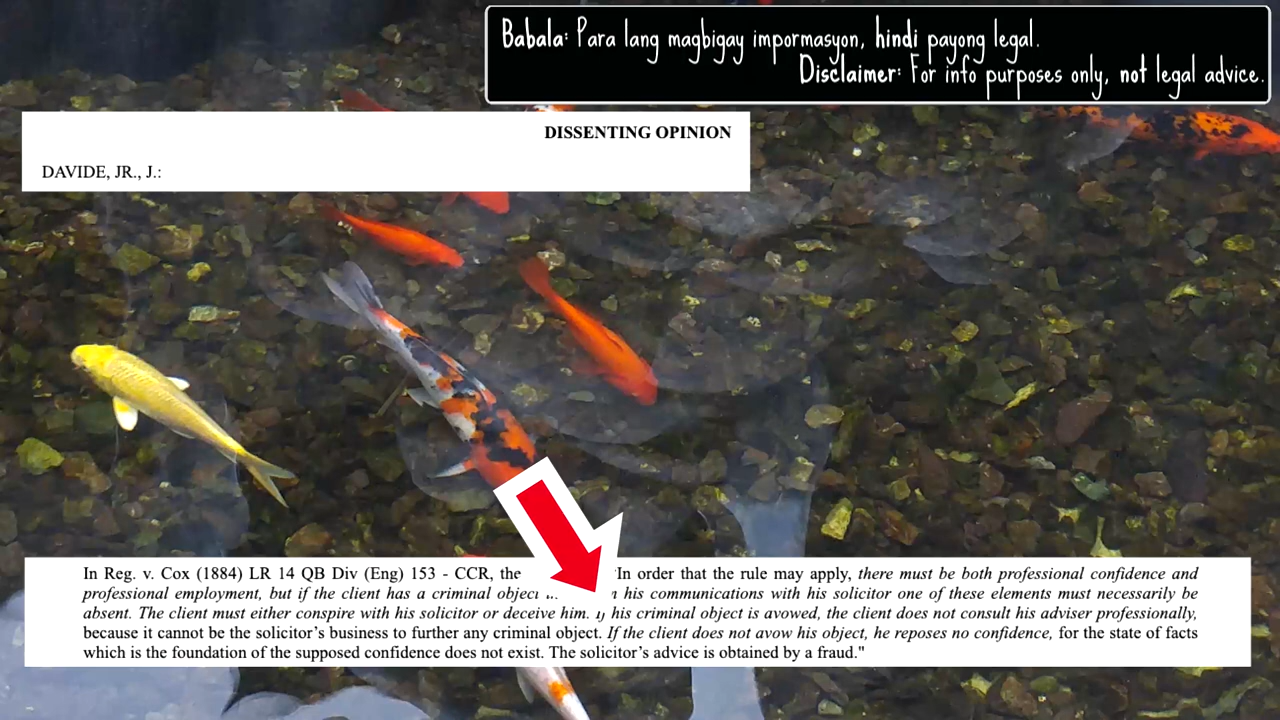 Babala: Para lang magbigay impormasyon, hindi payong legal.
Disclaimer: For info purposes only, not legal advice.
DISSENTING OPINION
DAVIDE, JR., J.:
In Reg. v. Cox (1884) LR 14 QB Div (Eng) 153 - CCR, the "In order that the rule may apply, there must be both professional confidence and
professional employment, but if the client has a criminal object his communications with his solicitor one of these elements must necessarily be
absent. The client must either conspire with his solicitor or deceive him. his criminal object is avowed, the client does not consult his adviser professionally,
because it cannot be the solicitor's business to further any criminal object. If the client does not avow his object, he reposes no confidence, for the state of facts
which is the foundation of the supposed confidence does not exist. The solicitor's advice is obtained by a fraud."